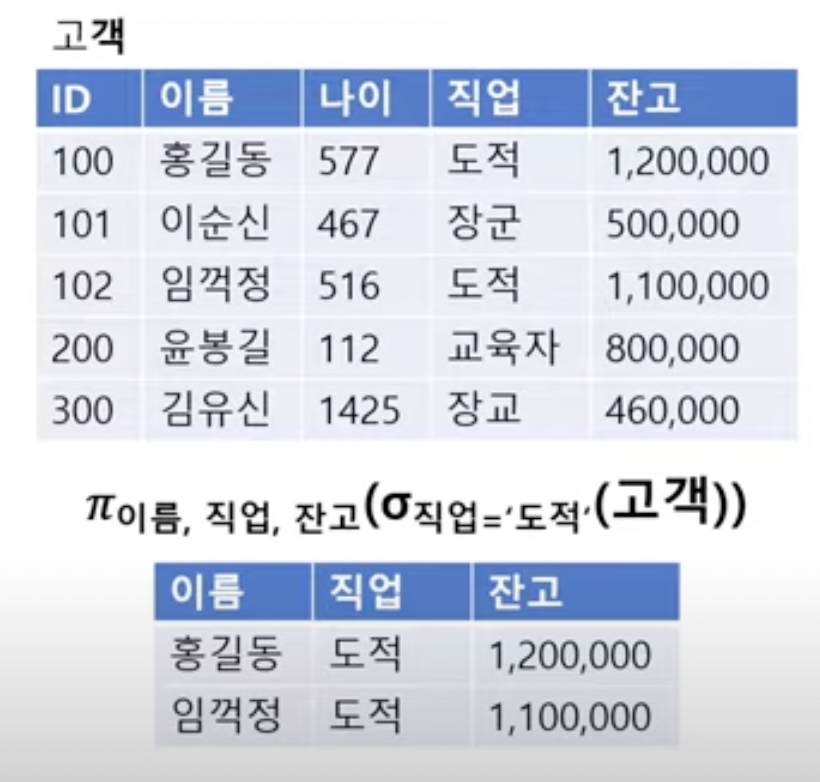 고객
ID 이름 나이 직업 잔고
100 홍길동 577 도적 1,200,000
101 이순신 467 장군 500,000
102 임꺽정 516 도적 1,100,000
200 윤봉길 112 교육자 800,000
300 김유신 1425 장교 460,000
π이름, 직업, 잔고(σ직업=‘도적’(고객))
이름 직업 잔고
홍길동 도적 1,200,000
임꺽정 도적 1,100,000